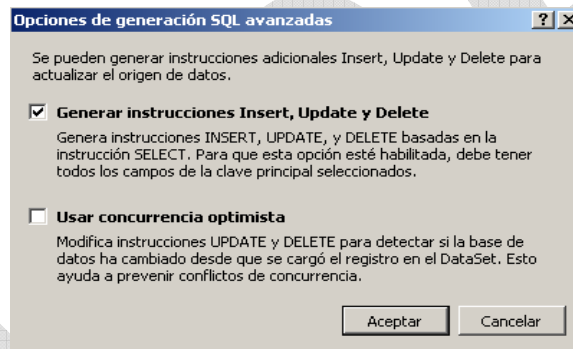 Opciones de generación SQL avanzadas
Se pueden generar instrucciones adicionales Insert, Update y Delete para
actualizar el origen de datos.
Generar instrucciones Insert, Update y Delete
Genera instrucciones INSERT, UPDATE, y DELETE basadas en la
instrucción SELECT. Para que esta opción esté habilitada, debe tener
todos los campos de la clave principal seleccionados.
Usar concurrencia optimista
Modifica instrucciones UPDATE y DELETE para detectar si la base de
datos ha cambiado desde que se cargó el registro en el DataSet. Esto
ayuda a prevenir conflictos de concurrencia.
Aceptar Cancelar